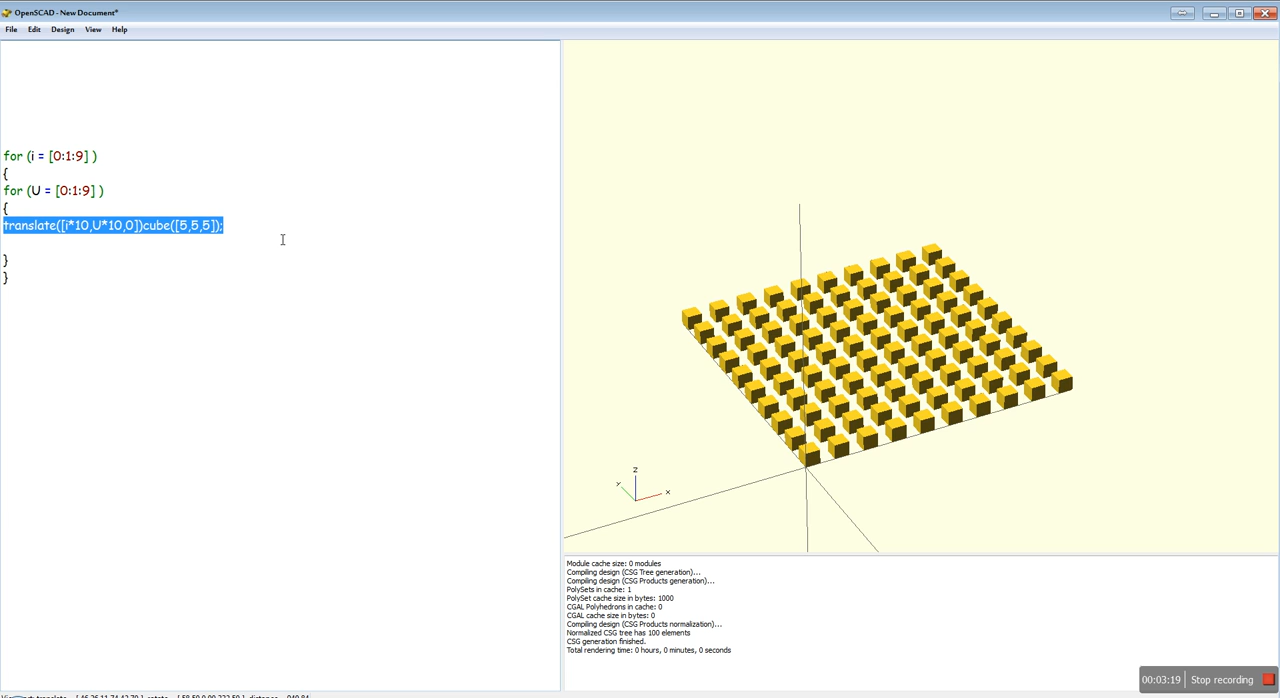 OpenSCAD - New Document*
File Edit Design View Help
for (i = [0:1:9] )
{
for (U = [0:1:9] )
{
translate([i*10,U*10,0])cube([5,5,5]);
}
}
z
y
x
Module cache size: 0 modules
Compiling design (CSG Tree generation)...
Compiling design (CSG Products generation)...
PolySets in cache: 1
PolySet cache size in bytes: 1000
CGAL Polyhedrons in cache: 0
CGAL cache size in bytes: 0
Compiling design (CSG Products normalization)...
Normalized CSG tree has 100 elements
CSG generation finished.
Total rendering time: 0 hours, 0 minutes, 0 seconds
00:03:19 Stop recording